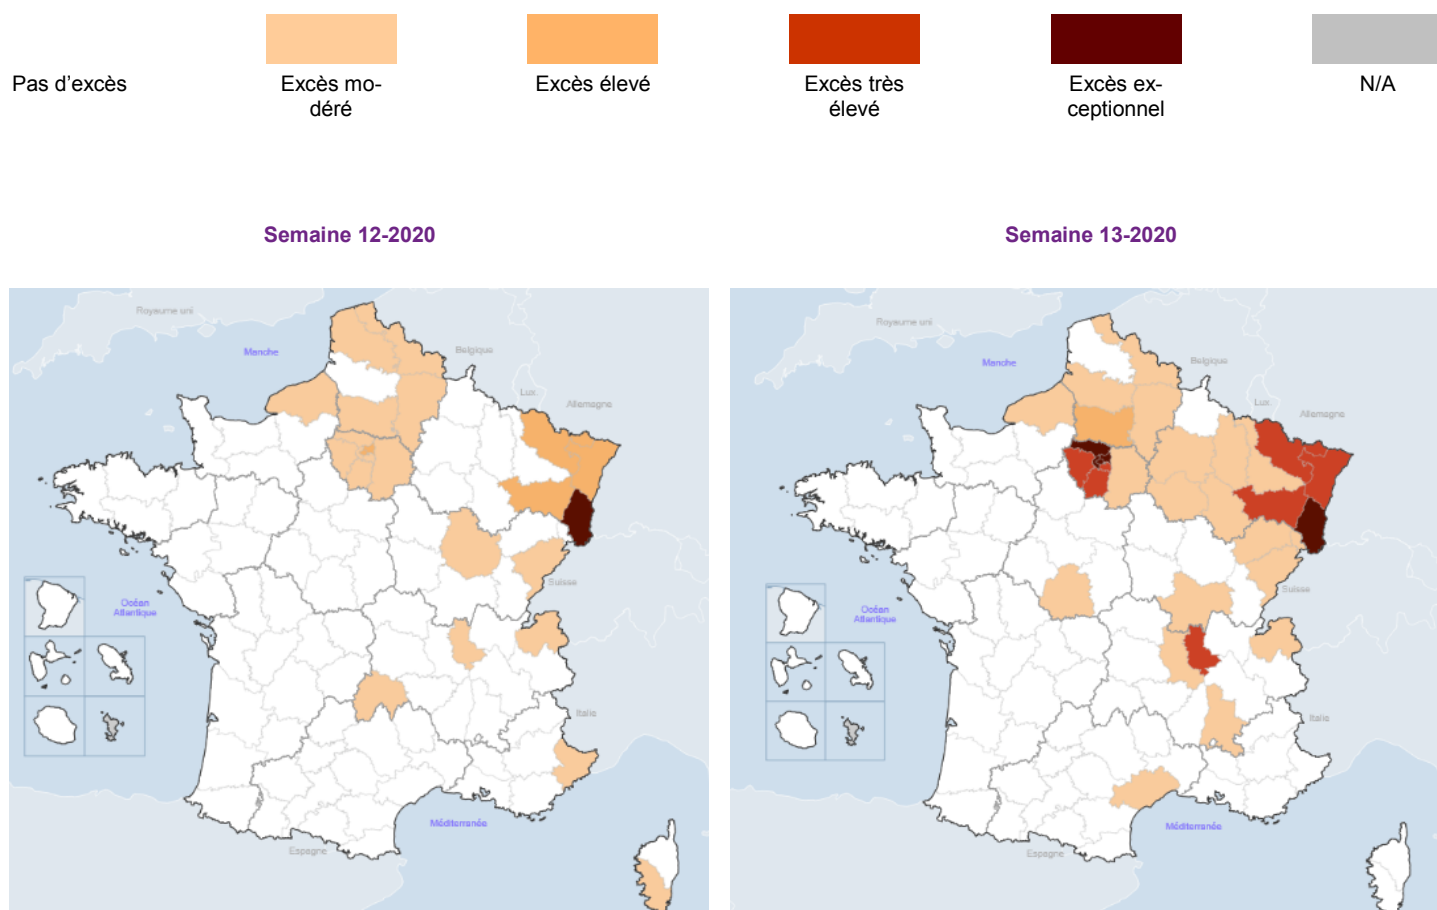 Pas d'excès
Excès mo-
déré
Excès élevé
Excès très
élevé
Excès ex-
ceptionnel
N/A
Semaine 12-2020
Semaine 13-2020
Royaume uni
Manche
Belgique
Lux.
Allemagne
Suisse
Océan
Atlantique
Italie
Méditerranée
Espagne
Royaume uni
Manche
Belgique
Lux.
Allemagne
Suisse
Océan
Atlantique
Italie
Méditerranée
Espagne